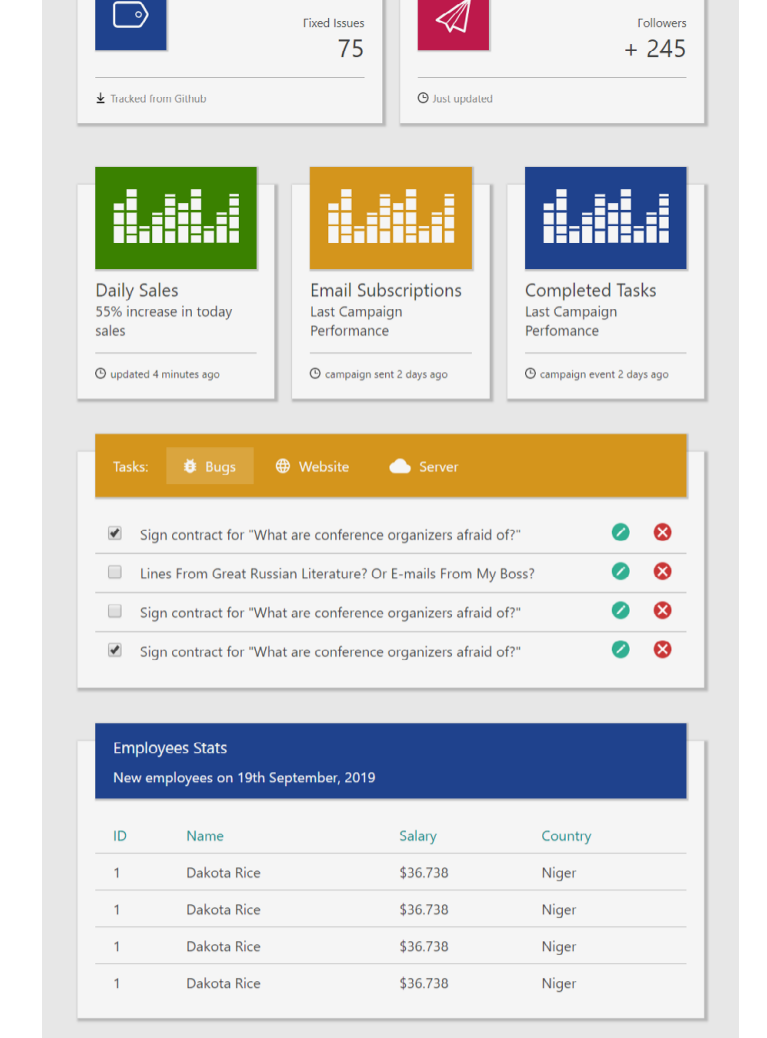 Fixed Issues
75
Tracked from Github
Followers
+ 245
Just updated
Daily Sales
55% increase in today
sales
updated 4 minutes ago
Email Subscriptions
Last Campaign
Performance
campaign sent 2 days ago
Completed Tasks
Last Campaign
Perfomance
campaign event 2 days ago
Tasks: Bugs Website Server
Sign contract for "What are conference organizers afraid of?"
Lines From Great Russian Literature? Or E-mails From My Boss?
Sign contract for "What are conference organizers afraid of?"
Sign contract for "What are conference organizers afraid of?"
Employees Stats
New employees on 19th September, 2019
ID Name Salary Country
1 Dakota Rice $36.738 Niger
1 Dakota Rice $36.738 Niger
1 Dakota Rice $36.738 Niger
1 Dakota Rice $36.738 Niger